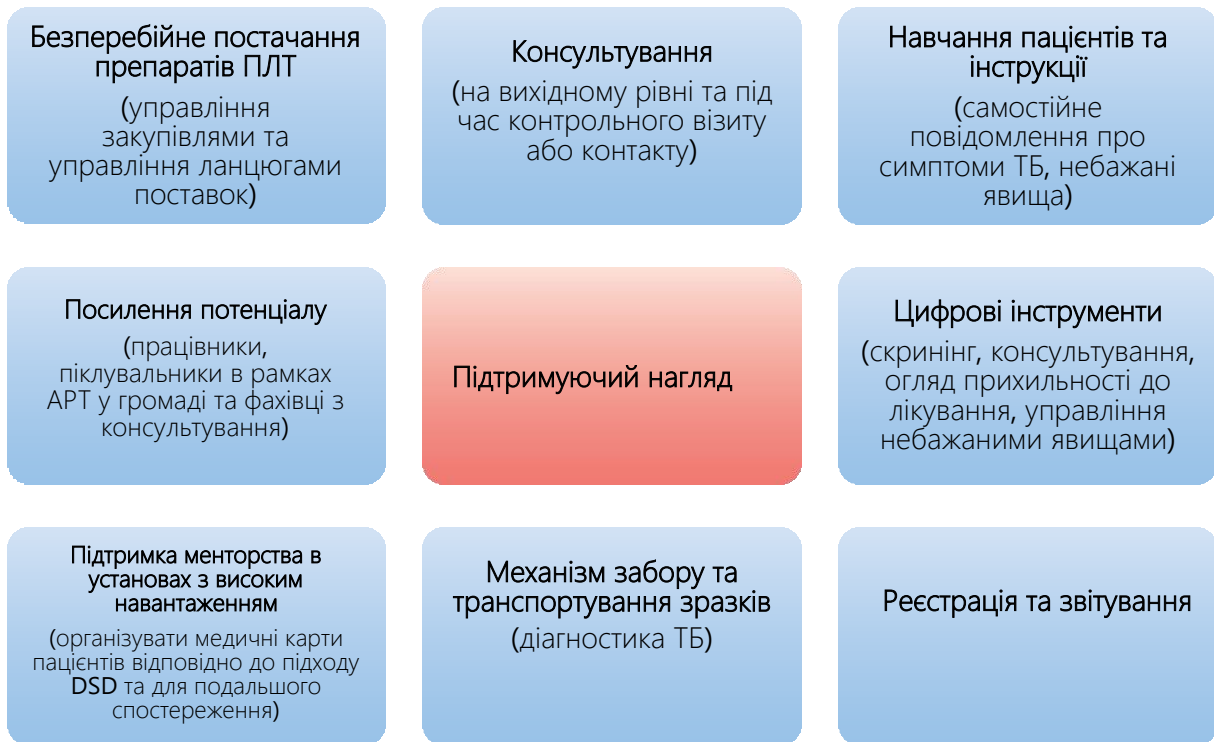 Безперебійне постачання
препаратів ПЛТ
(управління
закупівлями та
управління ланцюгами
поставок)
Консультування
(на вихідному рівні та під
час контрольного візиту
або контакту)
Навчання пацієнтів та
інструкції
(самостійне
повідомлення про
симптоми ТБ, небажані
явища)
Посилення потенціалу
(працівники,
піклувальники в рамках
АРТ у громаді та фахівці з
консультування)
Підтримуючий нагляд
Цифрові інструменти
(скринінг, консультування,
огляд прихильності до
лікування, управління
небажаними явищами)
Підтримка менторства в
установах з високим
навантаженням
(організувати медичні карти
пацієнтів відповідно до підходу
DSD та для подальшого
спостереження)
Механізм забору та
транспортування зразків
(діагностика ТБ)
Реєстрація та звітування